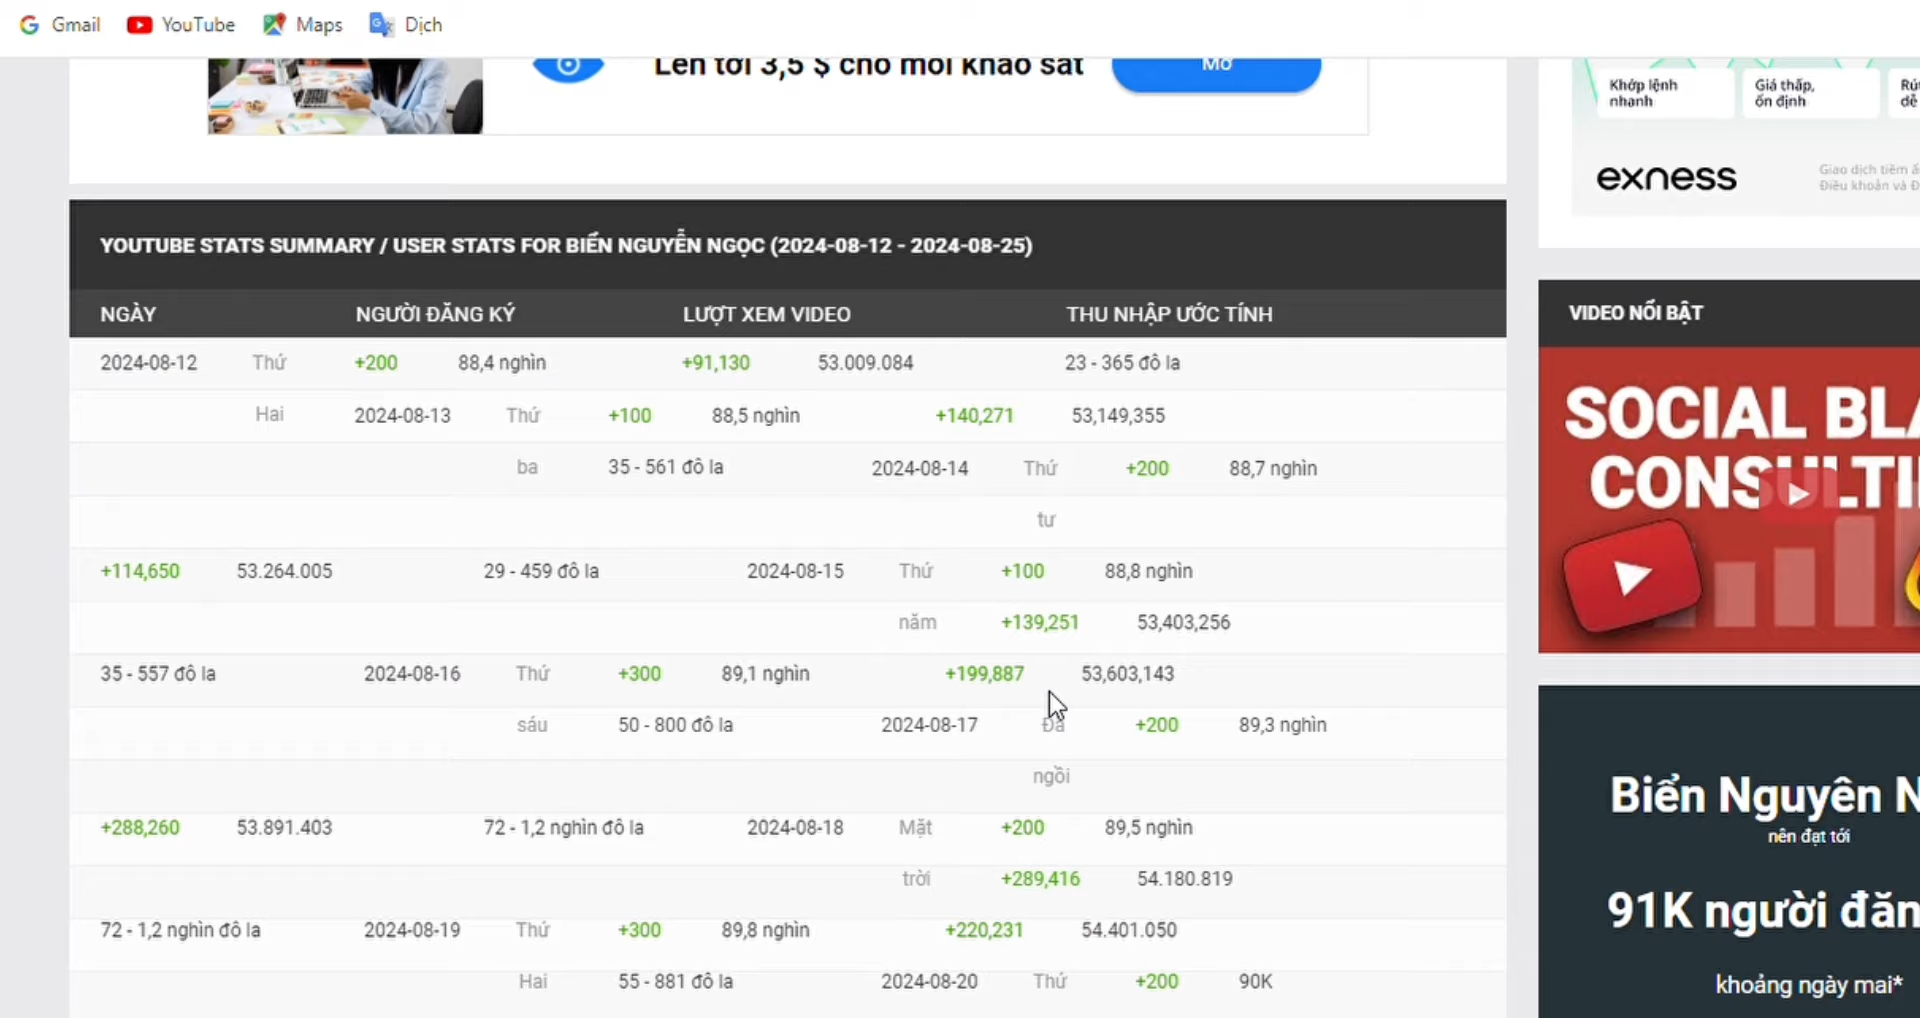 Gmail YouTube Maps Dịch
Lên tới 3,5 $ cho mỗi khảo sát Mở
Khớp lệnh nhanh
Giá thấp, ổn định
exness
YOUTUBE STATS SUMMARY / USER STATS FOR BIỂN NGUYỄN NGỌC (2024-08-12 - 2024-08-25)
NGÀY NGƯỜI ĐĂNG KÝ LƯỢT XEM VIDEO THU NHẬP ƯỚC TÍNH
2024-08-12 Thứ +200 88,4 nghìn +91,130 53.009.084 23 - 365 đô la
Hai 2024-08-13 Thứ +100 88,5 nghìn +140,271 53,149,355
ba 35 - 561 đô la 2024-08-14 Thứ +200 88,7 nghìn
tư
+114,650 53.264.005 29 - 459 đô la 2024-08-15 Thứ +100 88,8 nghìn
năm +139,251 53,403,256
35 - 557 đô la 2024-08-16 Thứ +300 89,1 nghìn +199,887 53,603,143
sáu 50 - 800 đô la 2024-08-17 Đã +200 89,3 nghìn
ngồi
+288,260 53.891.403 72 - 1,2 nghìn đô la 2024-08-18 Mặt +200 89,5 nghìn
trời +289,416 54.180.819
72 - 1,2 nghìn đô la 2024-08-19 Thứ +300 89,8 nghìn +220,231 54.401.050
Hai 55 - 881 đô la 2024-08-20 Thứ +200 90K
VIDEO NỔI BẬT
SOCIAL BLA
CONSULTI
Biển Nguyên N
nên đạt tới
91K người đăn
khoảng ngày mai*